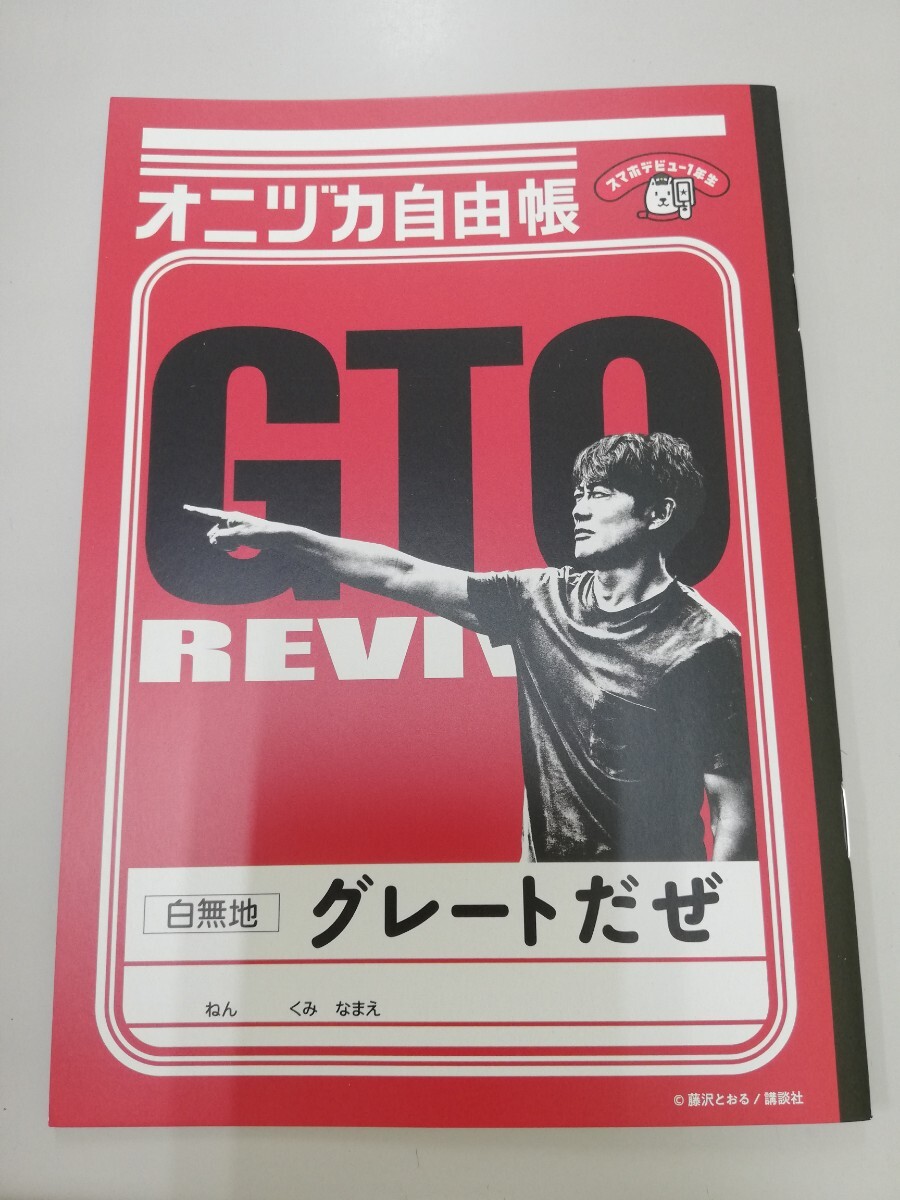 オニヅカ自由帳
スマホデビュー1年生
GTO
REVIV
白無地
グレートだぜ
ねん くみ なまえ
© 藤沢とおる / 講談社